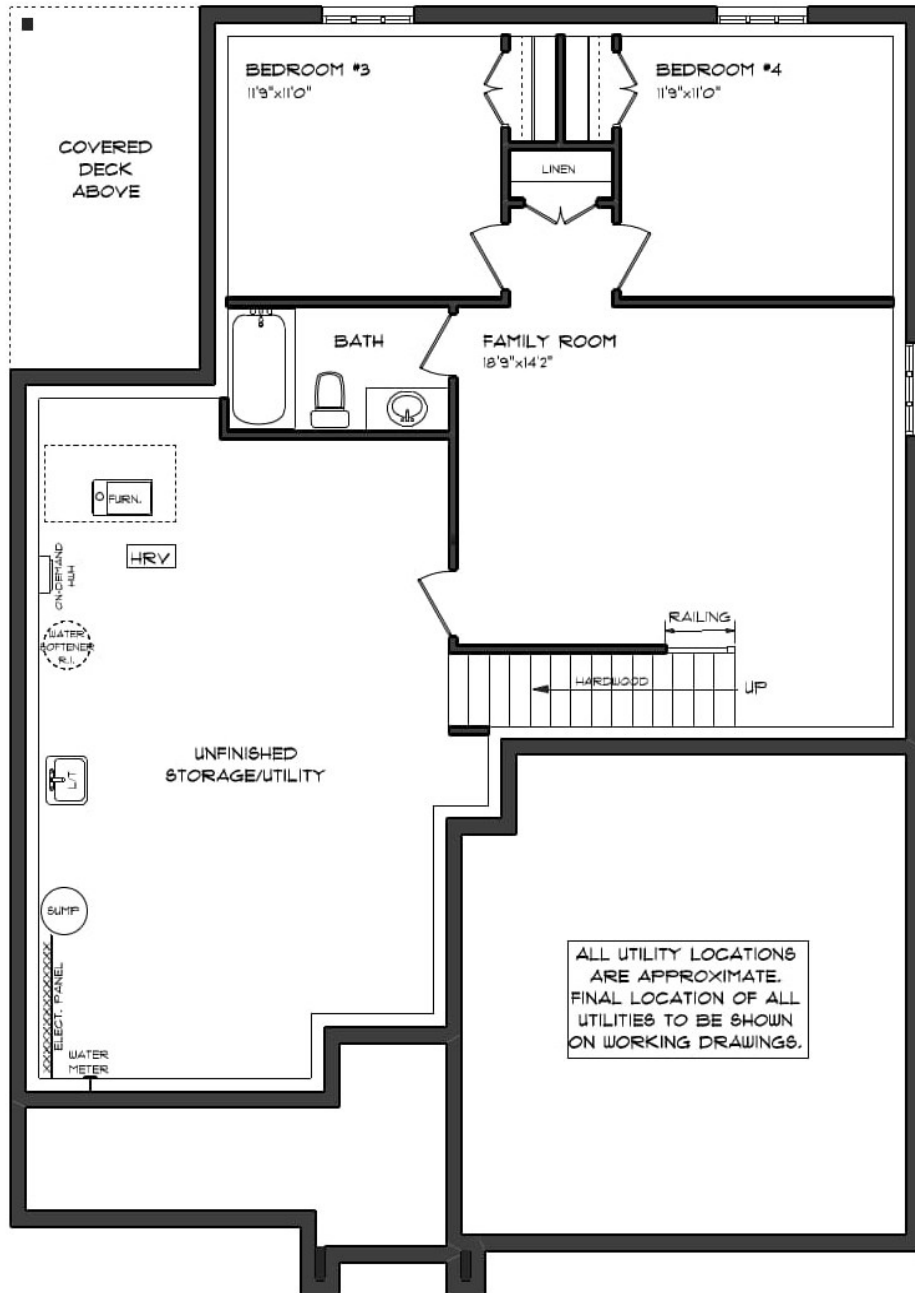 BEDROOM #3
11'9"x11'0"
BEDROOM #4
11'9"x11'0"
COVERED
DECK
ABOVE
LINEN
BATH
FAMILY ROOM
18'9"x14'2"
FURN.
HRV
ON-DEMAND
HWH
WATER
SOFTENER
R.I.
RAILING
HARDWOOD
UP
UNFINISHED
STORAGE/UTILITY
L/T
SUMP
ELECT. PANEL
WATER
METER
ALL UTILITY LOCATIONS
ARE APPROXIMATE.
FINAL LOCATION OF ALL
UTILITIES TO BE SHOWN
ON WORKING DRAWINGS.